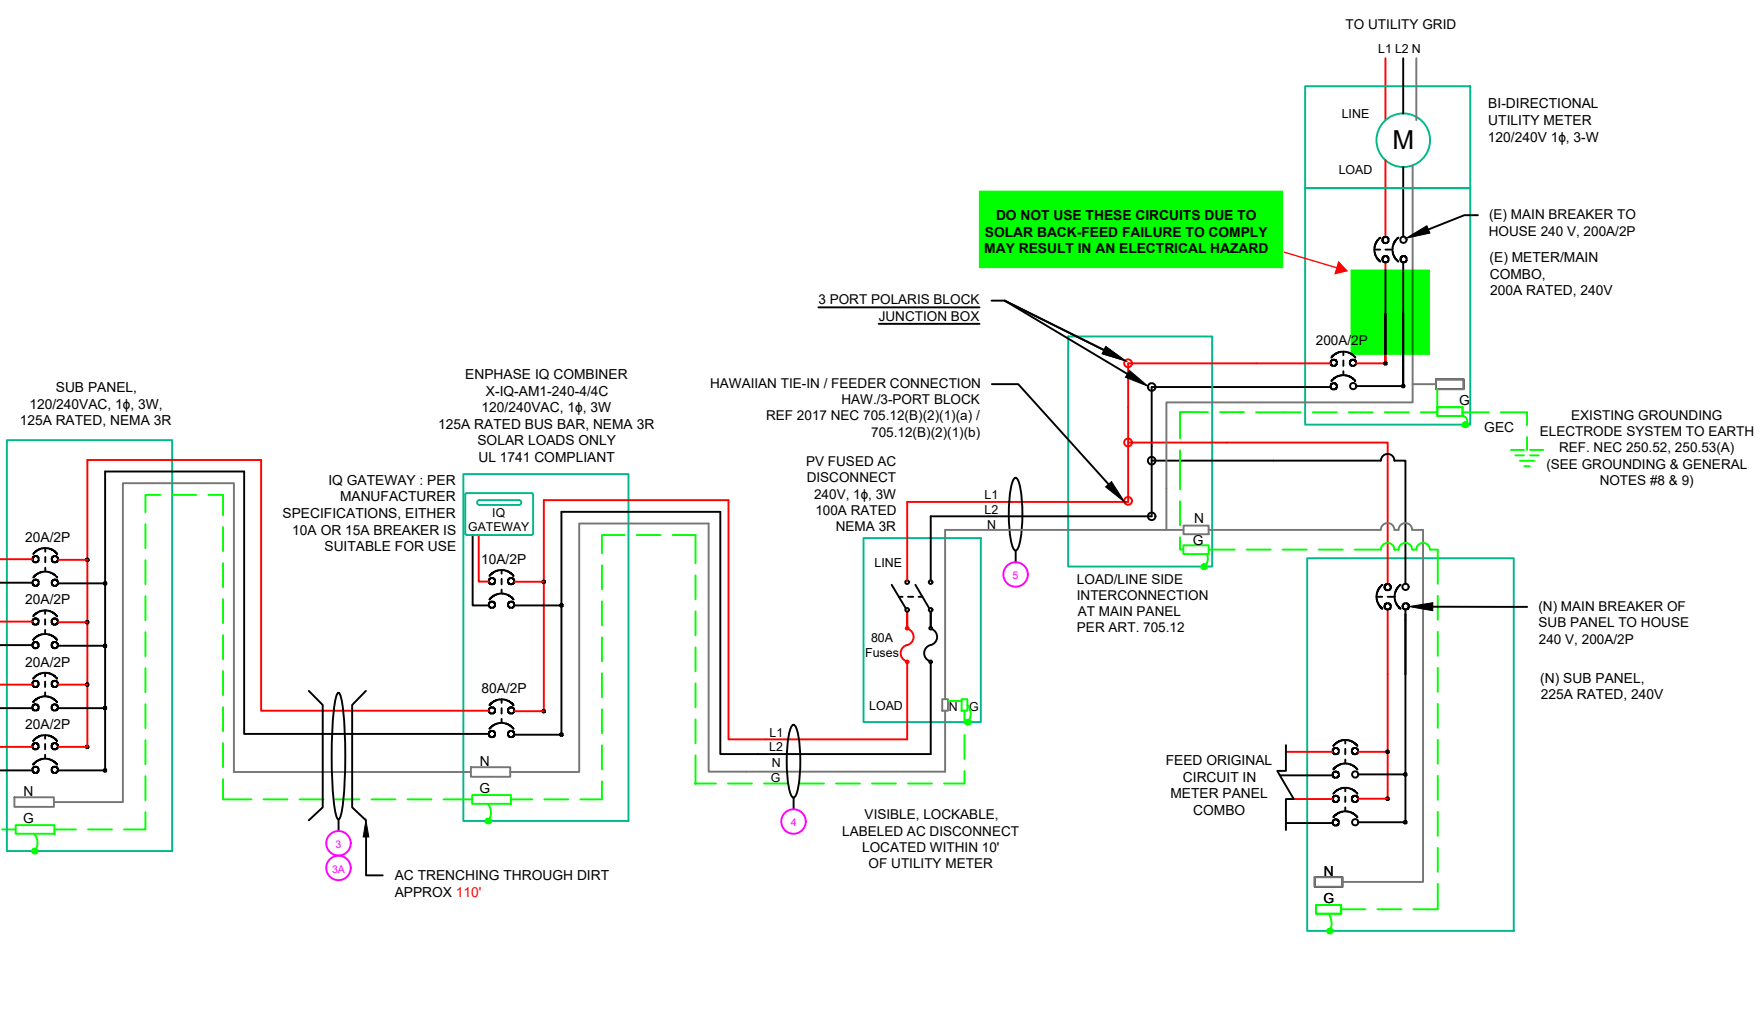 TO UTILITY GRID
L1 L2 N
LINE
M
LOAD
BI-DIRECTIONAL
UTILITY METER
120/240V 1ϕ, 3-W
DO NOT USE THESE CIRCUITS DUE TO
SOLAR BACK-FEED FAILURE TO COMPLY
MAY RESULT IN AN ELECTRICAL HAZARD
(E) MAIN BREAKER TO
HOUSE 240 V, 200A/2P
(E) METER/MAIN
COMBO,
200A RATED, 240V
3 PORT POLARIS BLOCK
JUNCTION BOX
200A/2P
HAWAIIAN TIE-IN / FEEDER CONNECTION
HAW./3-PORT BLOCK
REF 2017 NEC 705.12(B)(2)(1)(a) /
705.12(B)(2)(1)(b)
G
GEC
EXISTING GROUNDING
ELECTRODE SYSTEM TO EARTH
REF. NEC 250.52, 250.53(A)
(SEE GROUNDING & GENERAL
NOTES #8 & 9)
SUB PANEL,
120/240VAC, 1ϕ, 3W,
125A RATED, NEMA 3R
20A/2P
20A/2P
20A/2P
20A/2P
N
G
ENPHASE IQ COMBINER
X-IQ-AM1-240-4/4C
120/240VAC, 1ϕ, 3W
125A RATED BUS BAR, NEMA 3R
SOLAR LOADS ONLY
UL 1741 COMPLIANT
IQ GATEWAY : PER
MANUFACTURER
SPECIFICATIONS, EITHER
10A OR 15A BREAKER IS
SUITABLE FOR USE
IQ
GATEWAY
10A/2P
80A/2P
N
G
3
3A
AC TRENCHING THROUGH DIRT
APPROX 110'
PV FUSED AC
DISCONNECT
240V, 1ϕ, 3W
100A RATED
NEMA 3R
LINE
80A
Fuses
LOAD
N G
L1
L2
N
G
4
L1
L2
N
5
VISIBLE, LOCKABLE,
LABELED AC DISCONNECT
LOCATED WITHIN 10'
OF UTILITY METER
N
G
LOAD/LINE SIDE
INTERCONNECTION
AT MAIN PANEL
PER ART. 705.12
(N) MAIN BREAKER OF
SUB PANEL TO HOUSE
240 V, 200A/2P
(N) SUB PANEL,
225A RATED, 240V
FEED ORIGINAL
CIRCUIT IN
METER PANEL
COMBO
N
G